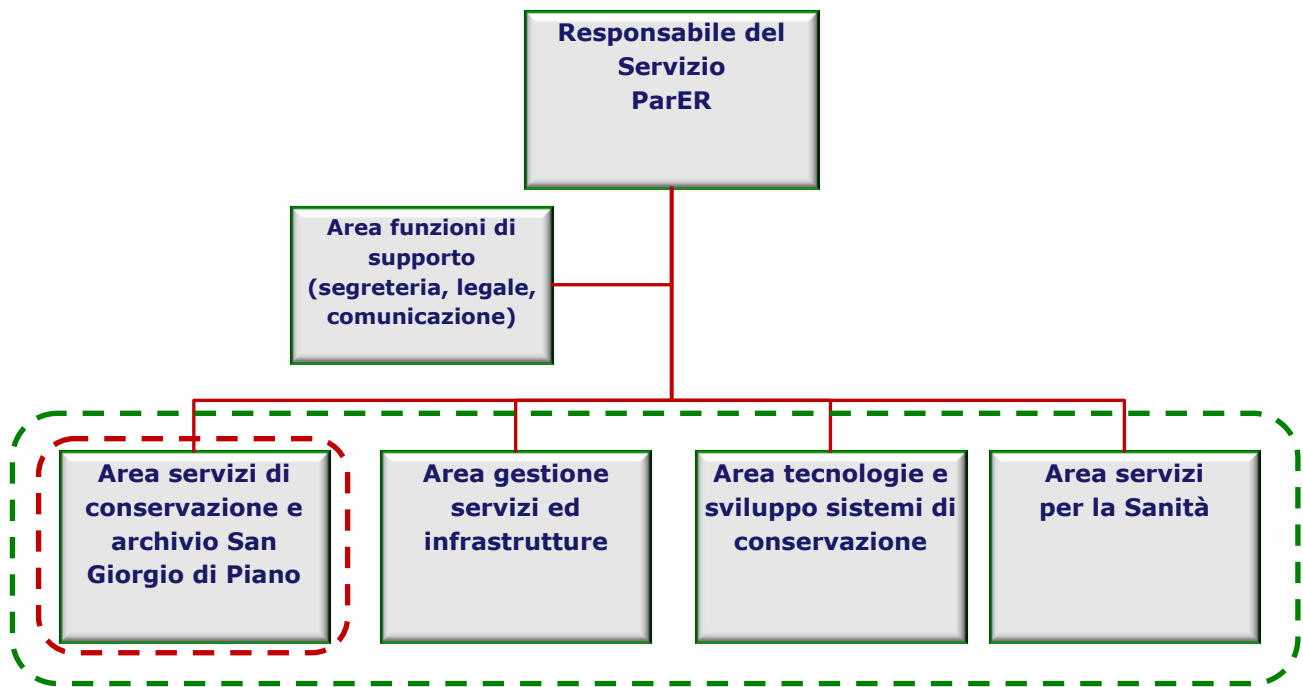 Responsabile del
Servizio
ParER
Area funzioni di
supporto
(segreteria, legale,
comunicazione)
Area servizi di
conservazione e
archivio San
Giorgio di Piano
Area gestione
servizi ed
infrastrutture
Area tecnologie e
sviluppo sistemi di
conservazione
Area servizi
per la Sanità